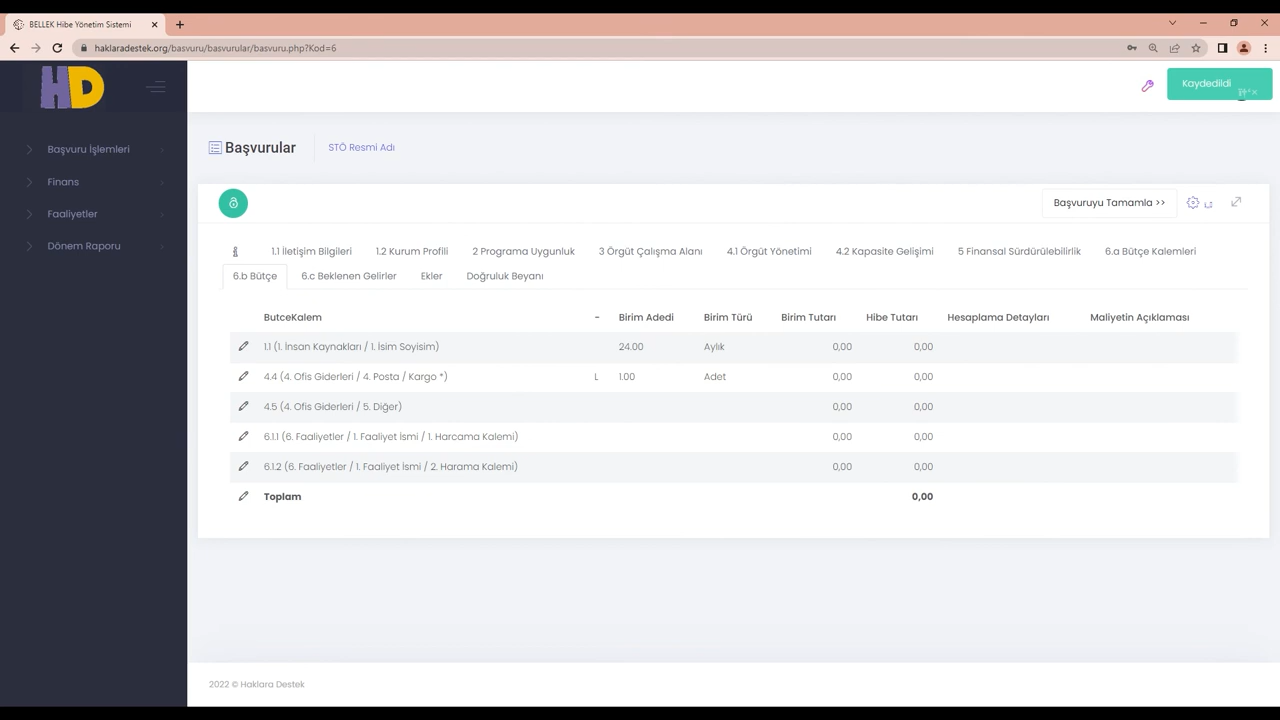 BELLEK Hibe Yönetim Sistemi
haklaradestek.org/basvuru/basvurular/basvuru.php?Kod=6
HD
Kaydedildi
Başvuru İşlemleri
Finans
Faaliyetler
Dönem Raporu
Başvurular STÖ Resmi Adı
Başvuruyu Tamamla >>
1.1 İletişim Bilgileri 1.2 Kurum Profili 2 Programa Uygunluk 3 Örgüt Çalışma Alanı 4.1 Örgüt Yönetimi 4.2 Kapasite Gelişimi 5 Finansal Sürdürülebilirlik 6.a Bütçe Kalemleri
6.b Bütçe 6.c Beklenen Gelirler Ekler Doğruluk Beyanı
ButceKalem - Birim Adedi Birim Türü Birim Tutarı Hibe Tutarı Hesaplama Detayları Maliyetin Açıklaması
1.1 (1. İnsan Kaynakları / 1. İsim Soyisim) 24.00 Aylık 0,00 0,00
4.4 (4. Ofis Giderleri / 4. Posta / Kargo *) L 1.00 Adet 0,00 0,00
4.5 (4. Ofis Giderleri / 5. Diğer) 0,00 0,00
6.1.1 (6. Faaliyetler / 1. Faaliyet İsmi / 1. Harcama Kalemi) 0,00 0,00
6.1.2 (6. Faaliyetler / 1. Faaliyet İsmi / 2. Harama Kalemi) 0,00 0,00
Toplam 0,00
2022 © Haklara Destek